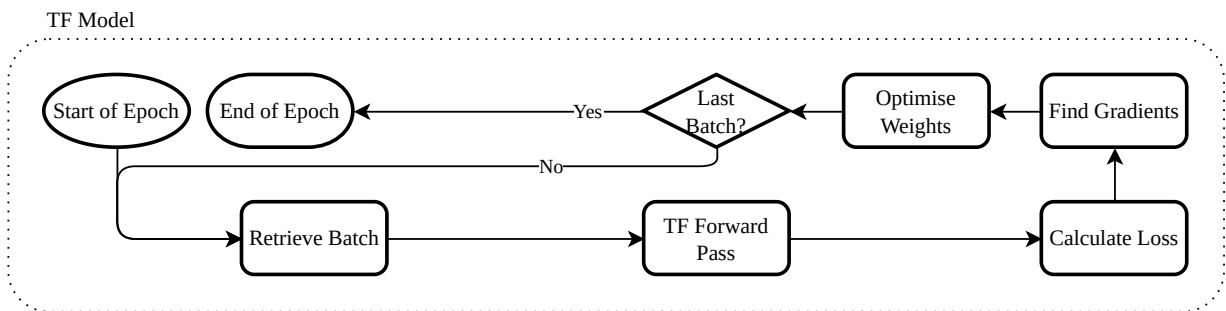 TF Model
Start of Epoch
End of Epoch
Yes
Last
Batch?
Optimise
Weights
Find Gradients
No
Retrieve Batch
TF Forward
Pass
Calculate Loss